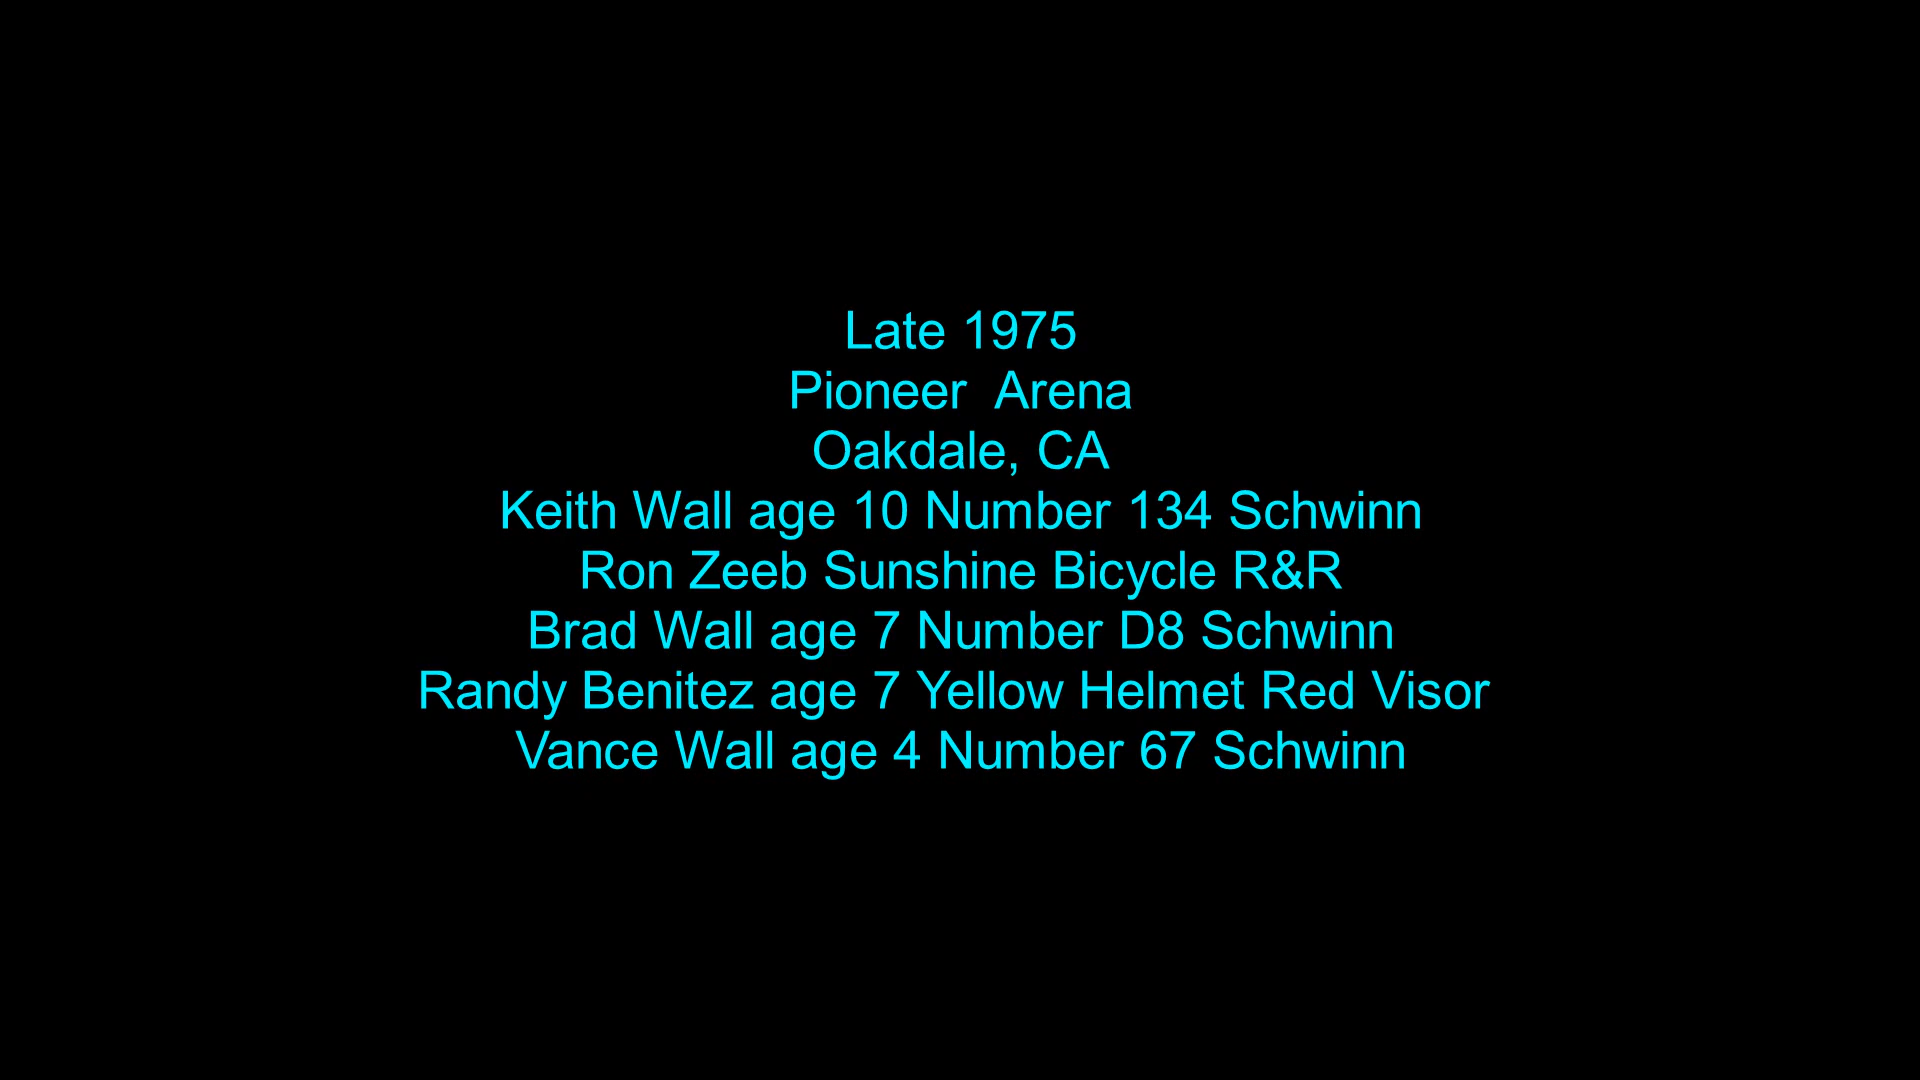 Late 1975
Pioneer  Arena
Oakdale, CA
Keith Wall age 10 Number 134 Schwinn
Ron Zeeb Sunshine Bicycle R&R
Brad Wall age 7 Number D8 Schwinn
Randy Benitez age 7 Yellow Helmet Red Visor
Vance Wall age 4 Number 67 Schwinn